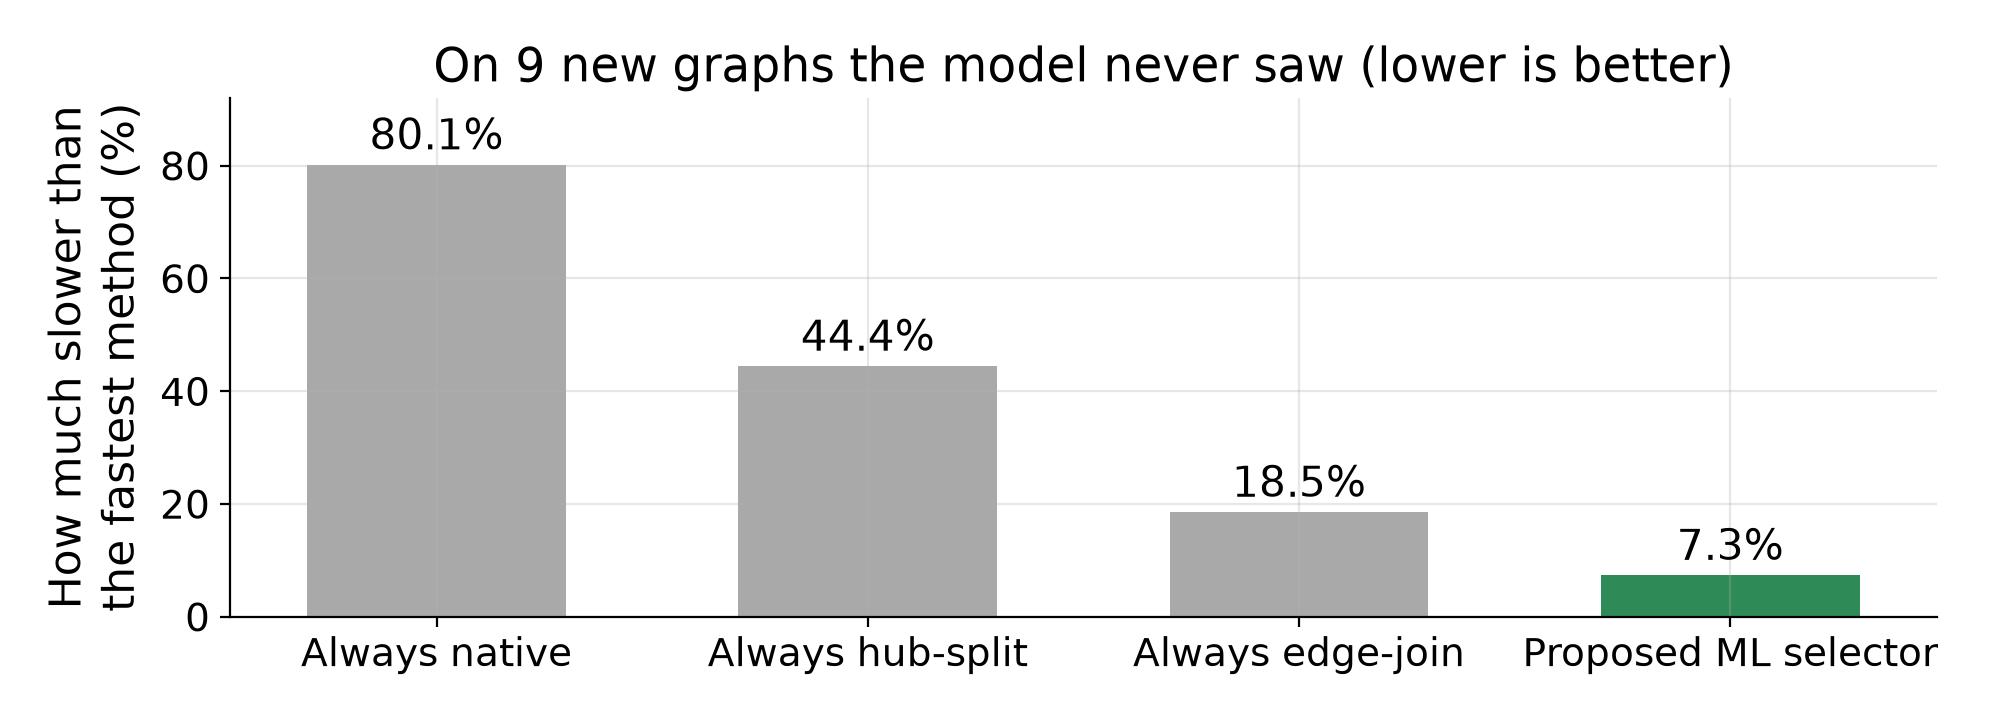 On 9 new graphs the model never saw (lower is better)
How much slower than
the fastest method (%)
80
60
40
20
0
80.1%
44.4%
18.5%
7.3%
Always native
Always hub-split
Always edge-join
Proposed ML selector